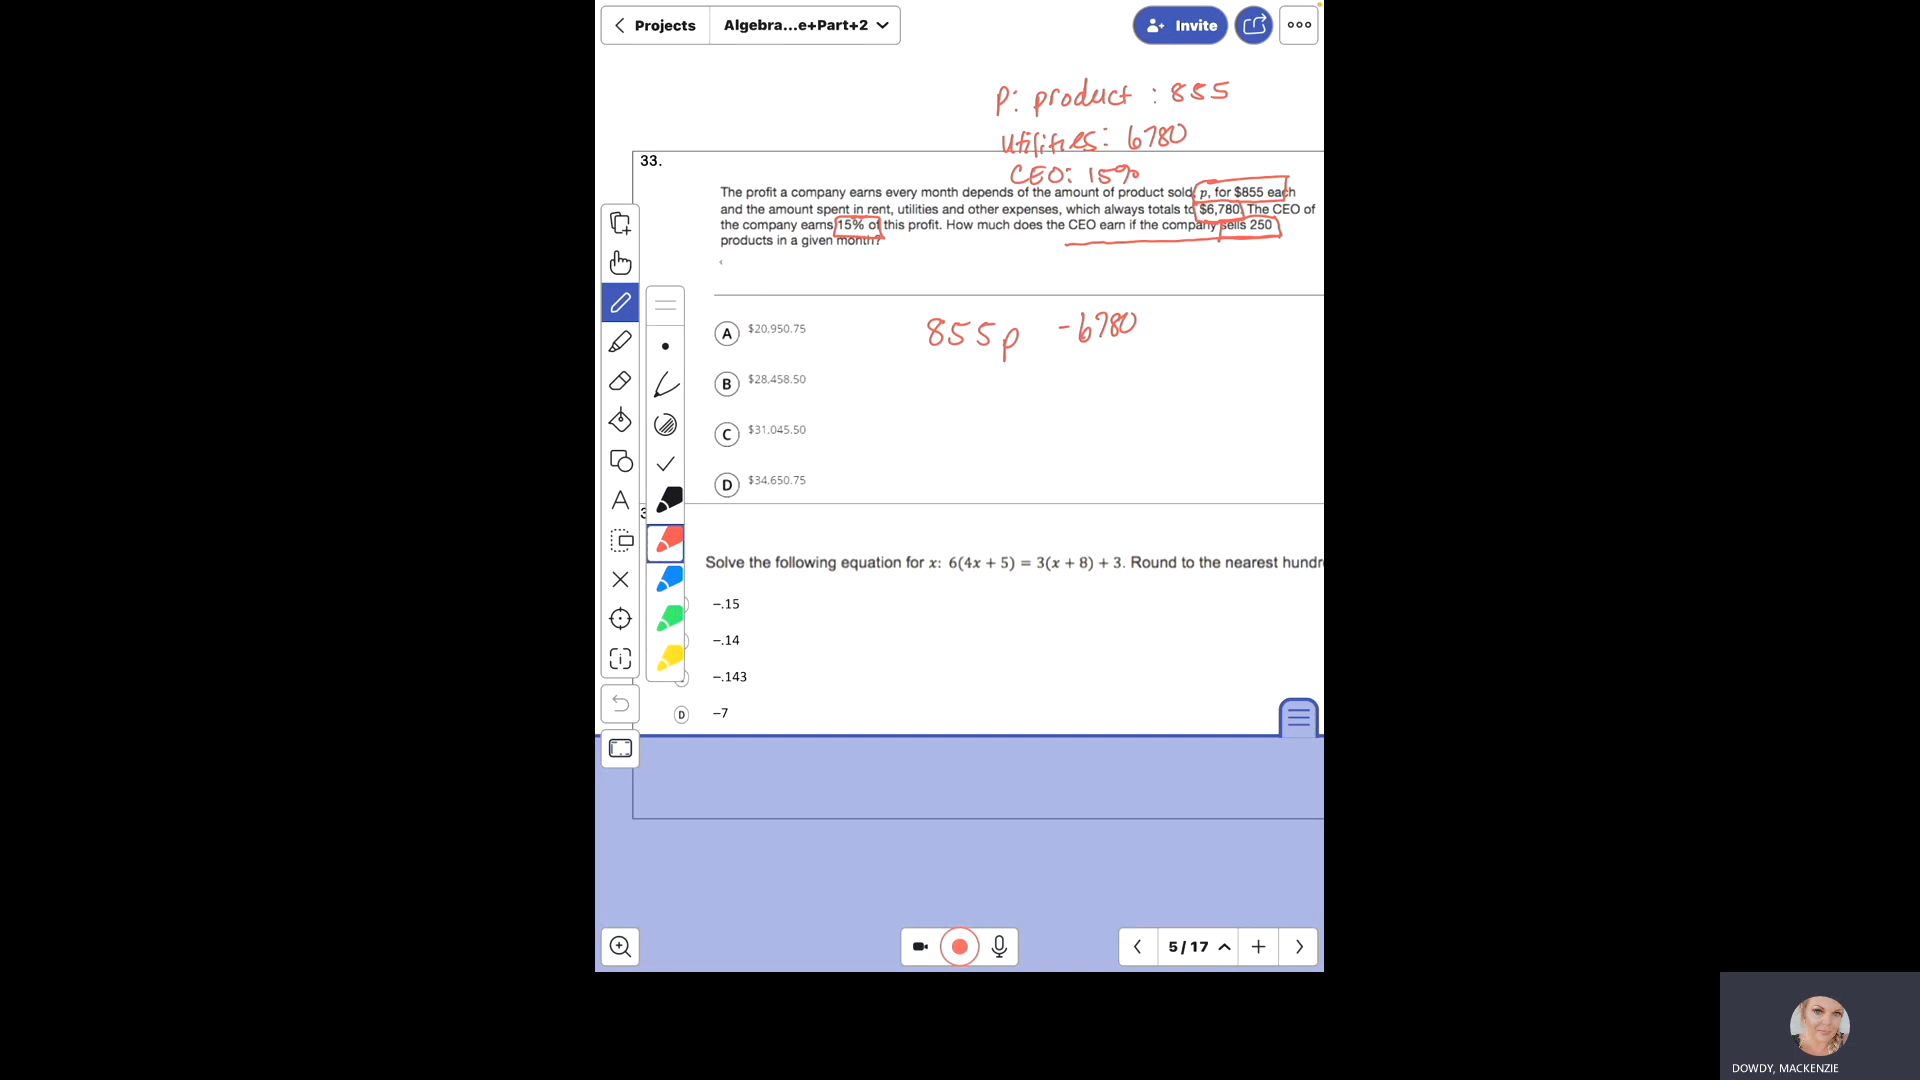 Projects
Algebra...e+Part+2
Invite
P: product : 855
utilities: 6780
CEO: 15%
33.
The profit a company earns every month depends of the amount of product sold, p, for $855 each
and the amount spent in rent, utilities and other expenses, which always totals to $6,780. The CEO of
the company earns 15% of this profit. How much does the CEO earn if the company sells 250
products in a given month?
855p -6780
A $20,950.75
B $28,458.50
C $31,045.50
D $34,650.75
Solve the following equation for x: 6(4x + 5) = 3(x + 8) + 3. Round to the nearest hundr
–.15
–.14
–.143
D –7
5 / 17
DOWDY, MACKENZIE